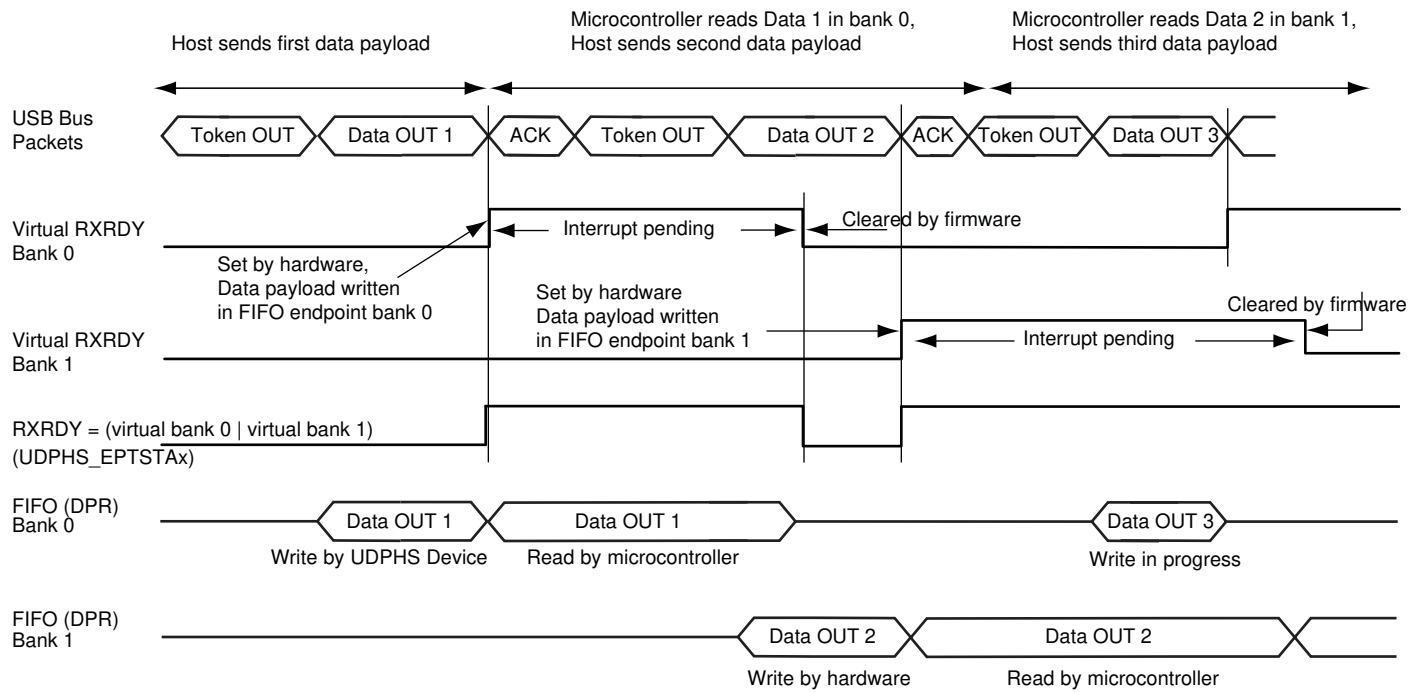 Host sends first data payload
Microcontroller reads Data 1 in bank 0,
Host sends second data payload
Microcontroller reads Data 2 in bank 1,
Host sends third data payload
USB Bus
Packets
Token OUT
Data OUT 1
ACK
Token OUT
Data OUT 2
ACK
Token OUT
Data OUT 3
Virtual RXRDY
Bank 0
Interrupt pending
Cleared by firmware
Set by hardware,
Data payload written
in FIFO endpoint bank 0
Set by hardware
Data payload written
in FIFO endpoint bank 1
Cleared by firmware
Virtual RXRDY
Bank 1
Interrupt pending
RXRDY = (virtual bank 0 | virtual bank 1)
(UDPHS_EPTSTAx)
FIFO (DPR)
Bank 0
Data OUT 1
Data OUT 1
Data OUT 3
Write by UDPHS Device
Read by microcontroller
Write in progress
FIFO (DPR)
Bank 1
Data OUT 2
Data OUT 2
Write by hardware
Read by microcontroller